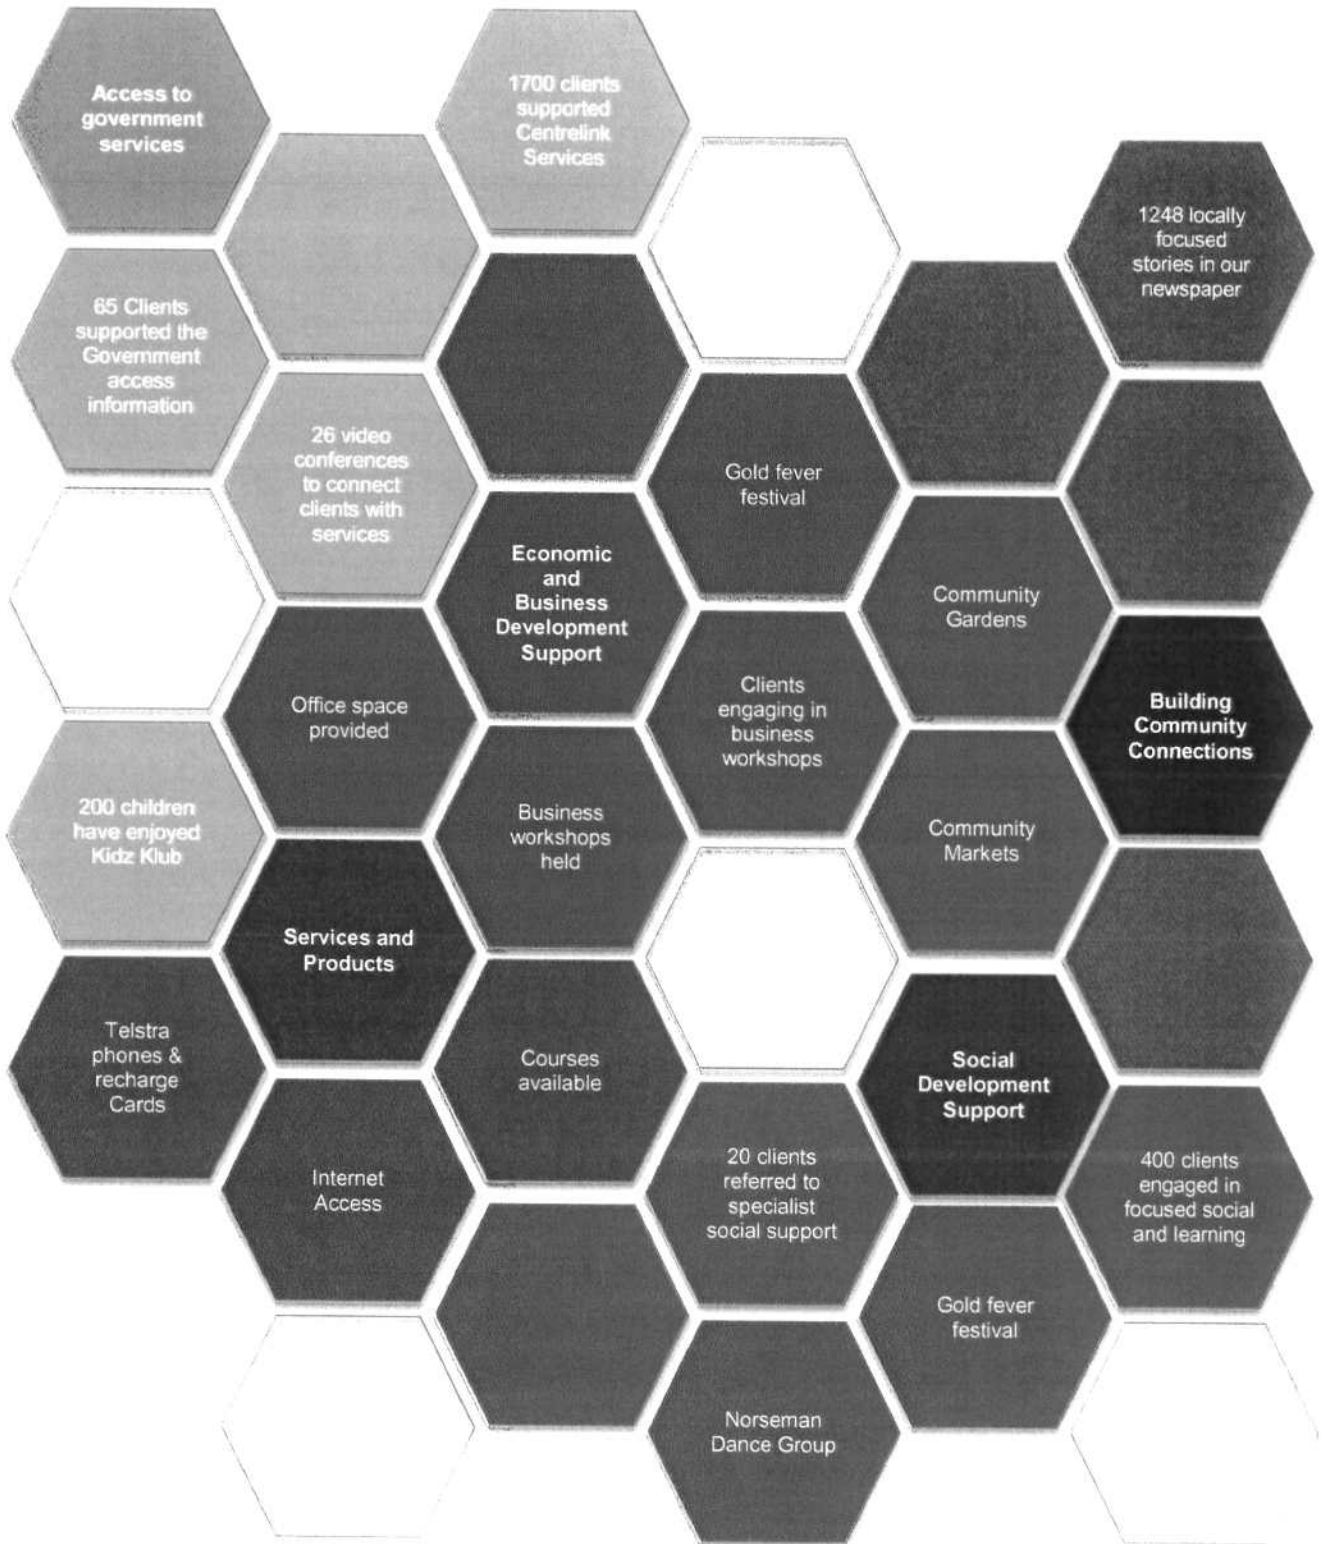 Access to
government
services
1700 clients
supported
Centrelink
Services
1248 locally
focused
stories in our
newspaper
65 Clients
supported the
Government
access
information
26 video
conferences
to connect
clients with
services
Gold fever
festival
Economic
and
Business
Development
Support
Community
Gardens
Office space
provided
Clients
engaging in
business
workshops
Building
Community
Connections
200 children
have enjoyed
Kidz Klub
Business
workshops
held
Community
Markets
Services and
Products
Telstra
phones &
recharge
Cards
Courses
available
Social
Development
Support
Internet
Access
20 clients
referred to
specialist
social support
400 clients
engaged in
focused social
and learning
Gold fever
festival
Norseman
Dance Group